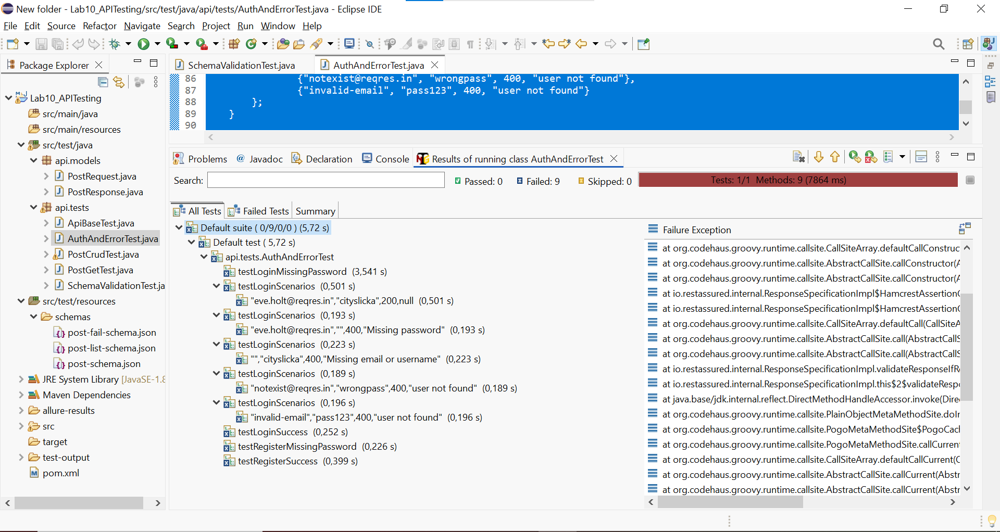 New folder - Lab10_APITesting/src/test/java/api/tests/AuthAndErrorTest.java - Eclipse IDE
File Edit Source Refactor Navigate Search Project Run Window Help
Package Explorer
Lab10_APITesting
src/main/java
src/main/resources
src/test/java
api.models
PostRequest.java
PostResponse.java
api.tests
ApiBaseTest.java
AuthAndErrorTest.java
PostCrudTest.java
PostGetTest.java
SchemaValidationTest.ja
src/test/resources
schemas
post-fail-schema.json
post-list-schema.json
post-schema.json
JRE System Library [JavaSE-1.8
Maven Dependencies
allure-results
src
target
test-output
pom.xml
SchemaValidationTest.java AuthAndErrorTest.java
86 {"notexist@reqres.in", "wrongpass", 400, "user not found"},
87 {"invalid-email", "pass123", 400, "user not found"}
88 };
89 }
90
Problems @ Javadoc Declaration Console Results of running class AuthAndErrorTest
Search: Passed: 0 Failed: 9 Skipped: 0 Tests: 1/1 Methods: 9 (7864 ms)
All Tests Failed Tests Summary
Default suite ( 0/9/0/0 ) (5,72 s)
Default test ( 5,72 s)
api.tests.AuthAndErrorTest
testLoginMissingPassword (3,541 s)
testLoginScenarios (0,501 s)
"eve.holt@reqres.in","cityslicka",200,null (0,501 s)
testLoginScenarios (0,193 s)
"eve.holt@reqres.in","",400,"Missing password" (0,193 s)
testLoginScenarios (0,223 s)
"","cityslicka",400,"Missing email or username" (0,223 s)
testLoginScenarios (0,189 s)
"notexist@reqres.in","wrongpass",400,"user not found" (0,189 s)
testLoginScenarios (0,196 s)
"invalid-email","pass123",400,"user not found" (0,196 s)
testLoginSuccess (0,252 s)
testRegisterMissingPassword (0,226 s)
testRegisterSuccess (0,399 s)
Failure Exception
at org.codehaus.groovy.runtime.callsite.CallSiteArray.defaultCallConstruc
at org.codehaus.groovy.runtime.callsite.AbstractCallSite.callConstructor(A
at org.codehaus.groovy.runtime.callsite.AbstractCallSite.callConstructor(A
at io.restassured.internal.ResponseSpecificationImpl$HamcrestAssertionC
at io.restassured.internal.ResponseSpecificationImpl$HamcrestAssertionC
at org.codehaus.groovy.runtime.callsite.CallSiteArray.defaultCall(CallSiteA
at org.codehaus.groovy.runtime.callsite.AbstractCallSite.call(AbstractCallS
at org.codehaus.groovy.runtime.callsite.AbstractCallSite.call(AbstractCallS
at io.restassured.internal.ResponseSpecificationImpl.validateResponseIfR
at io.restassured.internal.ResponseSpecificationImpl.this$2$validateRespo
at java.base/jdk.internal.reflect.DirectMethodHandleAccessor.invoke(Dire
at org.codehaus.groovy.runtime.callsite.PlainObjectMetaMethodSite.doIn
at org.codehaus.groovy.runtime.callsite.PogoMetaMethodSite$PogoCacl
at org.codehaus.groovy.runtime.callsite.PogoMetaMethodSite.callCurrent
at org.codehaus.groovy.runtime.callsite.CallSiteArray.defaultCallCurrent(C
at org.codehaus.groovy.runtime.callsite.AbstractCallSite.callCurrent(Abstr
at org.codehaus.groovy.runtime.callsite.AbstractCallSite.callCurrent(Abstr